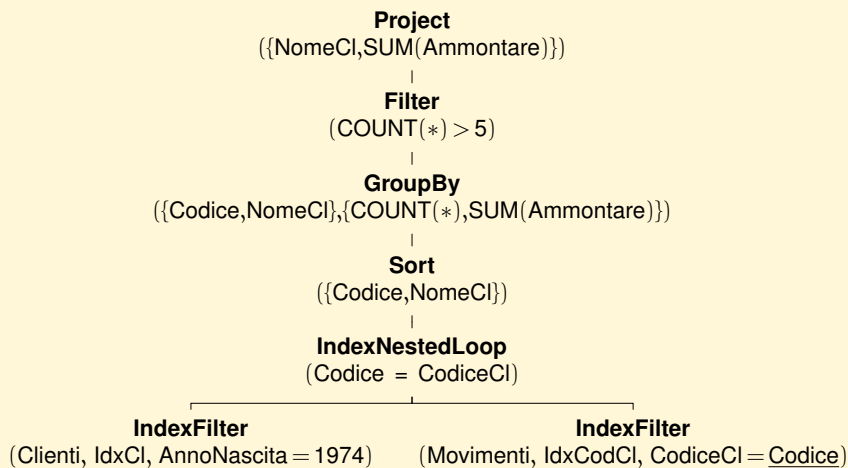 Project
({NomeCl,SUM(Ammontare)})
Filter
(COUNT(∗) > 5)
GroupBy
({Codice,NomeCl},{COUNT(∗),SUM(Ammontare)})
Sort
({Codice,NomeCl})
IndexNestedLoop
(Codice = CodiceCl)
IndexFilter IndexFilter
(Clienti, IdxCl, AnnoNascita = 1974) (Movimenti, IdxCodCl, CodiceCl = Codice)